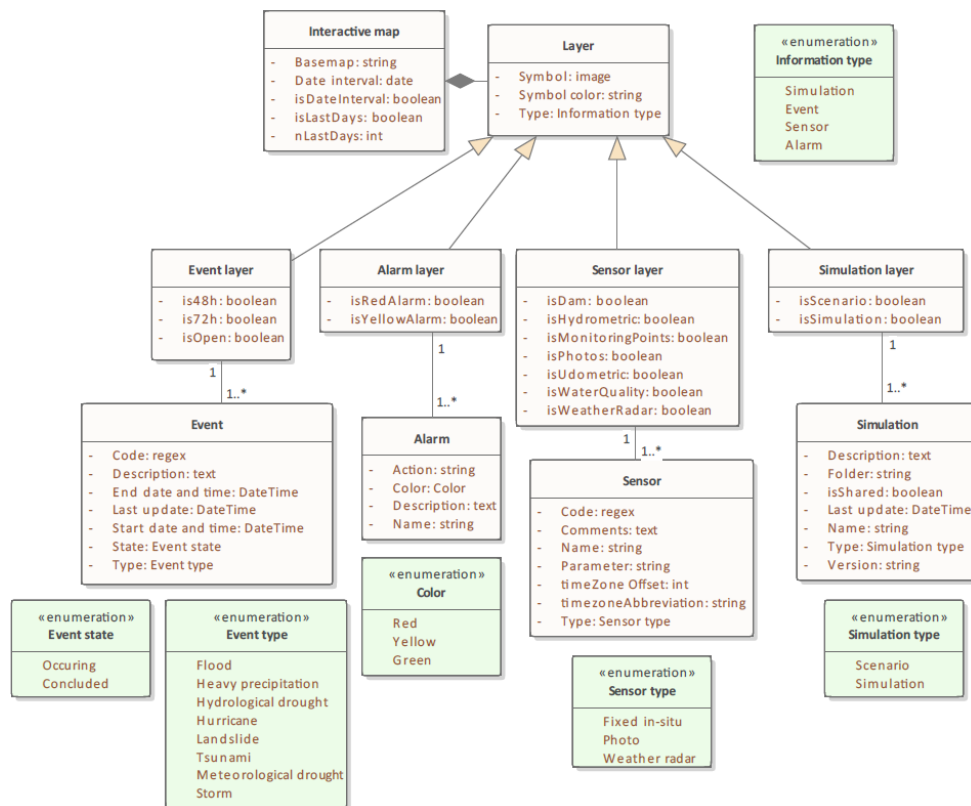 Interactive map
- Basemap: string
- Date interval: date
- isDateInterval: boolean
- isLastDays: boolean
- nLastDays: int
Layer
- Symbol: image
- Symbol color: string
- Type: Information type
«enumeration»
Information type
Simulation
Event
Sensor
Alarm
Event layer
- is48h: boolean
- is72h: boolean
- isOpen: boolean
Alarm layer
- isRedAlarm: boolean
- isYellowAlarm: boolean
Sensor layer
- isDam: boolean
- isHydrometric: boolean
- isMonitoringPoints: boolean
- isPhotos: boolean
- isUdometric: boolean
- isWaterQuality: boolean
- isWeatherRadar: boolean
Simulation layer
- isScenario: boolean
- isSimulation: boolean
1
1..*
1
1..*
1
1..*
1
1..*
Event
- Code: regex
- Description: text
- End date and time: DateTime
- Last update: DateTime
- Start date and time: DateTime
- State: Event state
- Type: Event type
Alarm
- Action: string
- Color: Color
- Description: text
- Name: string
Sensor
- Code: regex
- Comments: text
- Name: string
- Parameter: string
- timeZone Offset: int
- timezoneAbbreviation: string
- Type: Sensor type
Simulation
- Description: text
- Folder: string
- isShared: boolean
- Last update: DateTime
- Name: string
- Type: Simulation type
- Version: string
«enumeration»
Event state
Occuring
Concluded
«enumeration»
Event type
Flood
Heavy precipitation
Hydrological drought
Hurricane
Landslide
Tsunami
Meteorological drought
Storm
«enumeration»
Color
Red
Yellow
Green
«enumeration»
Sensor type
Fixed in-situ
Photo
Weather radar
«enumeration»
Simulation type
Scenario
Simulation